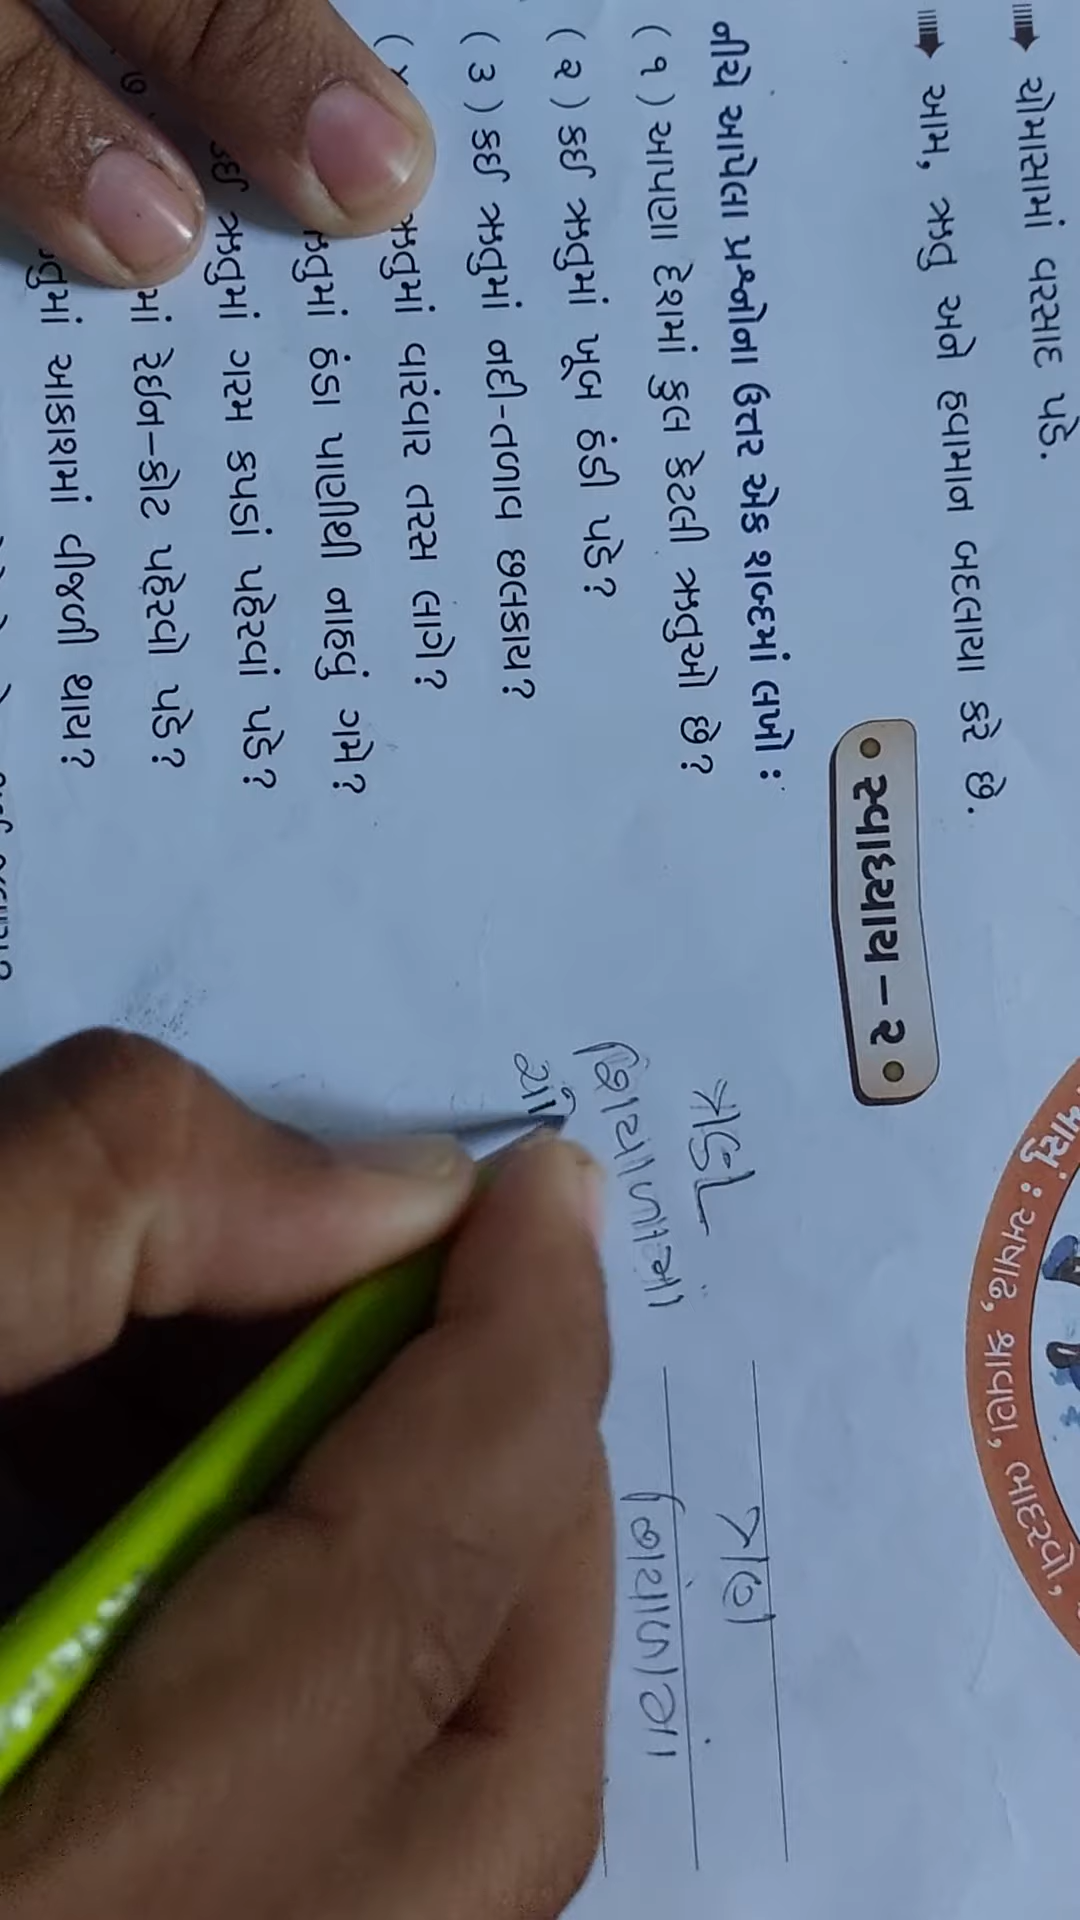 ચોમાસામાં વરસાદ પડે.
આમ, ઋતુ અને હવામાન બદલાયા કરે છે.
ચોમાસું : અષાઢ, શ્રાવણ, ભાદરવો,
• સ્વાધ્યાય - ૨ •
નીચે આપેલા પ્રશ્નોના ઉત્તર એક શબ્દમાં લખો :
( ૧ ) આપણા દેશમાં કુલ કેટલી ઋતુઓ છે? ત્રણ
( ૨ ) કઈ ઋતુમાં ખૂબ ઠંડી પડે? શિયાળામાં
( ૩ ) કઈ ઋતુમાં નદી-તળાવ છલકાય? ચો
ઋતુમાં વારંવાર તરસ લાગે?
ઋતુમાં ઠંડા પાણીથી નાહવું ગમે?
કઈ ઋતુમાં ગરમ કપડાં પહેરવાં પડે?
માં રેઈન-કોટ પહેરવો પડે?
ઋતુમાં આકાશમાં વીજળી થાય?